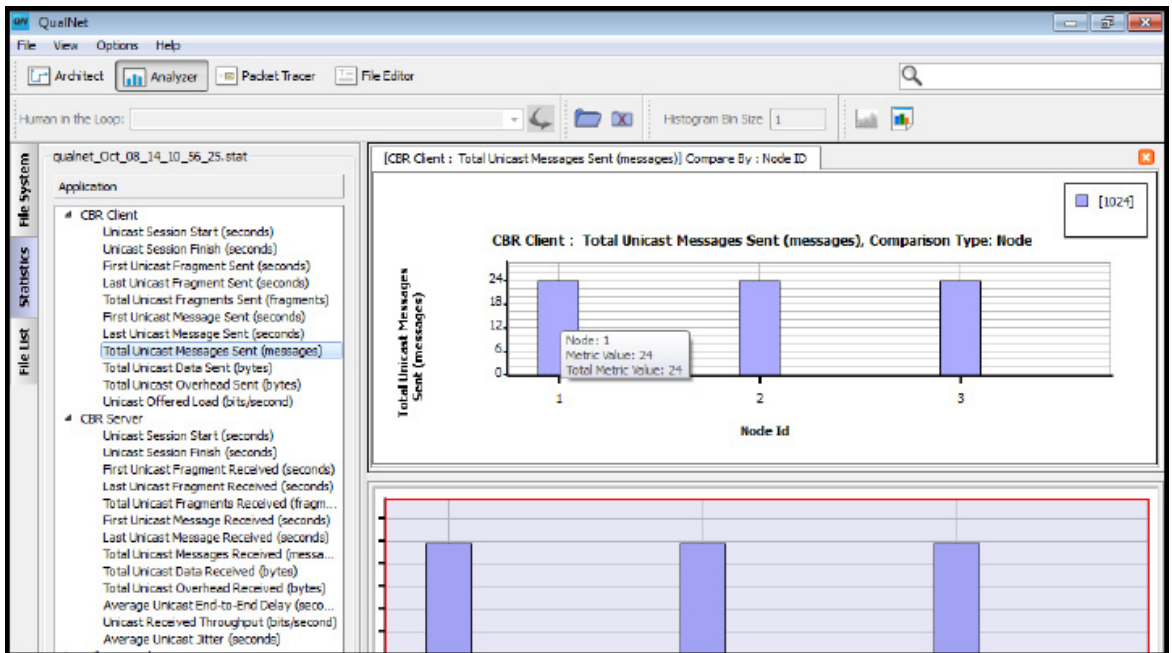 QualNet
File View Options Help
Architect Analyzer Packet Tracer File Editor
Human in the Loop: Histogram Bin Size 1
File System
Statistics
File List
qualnet_Oct_08_14_10_56_25.stat
Application
CBR Client
Unicast Session Start (seconds)
Unicast Session Finish (seconds)
First Unicast Fragment Sent (seconds)
Last Unicast Fragment Sent (seconds)
Total Unicast Fragments Sent (fragments)
First Unicast Message Sent (seconds)
Last Unicast Message Sent (seconds)
Total Unicast Messages Sent (messages)
Total Unicast Data Sent (bytes)
Total Unicast Overhead Sent (bytes)
Unicast Offered Load (bits/second)
CBR Server
Unicast Session Start (seconds)
Unicast Session Finish (seconds)
First Unicast Fragment Received (seconds)
Last Unicast Fragment Received (seconds)
Total Unicast Fragments Received (fragm...
First Unicast Message Received (seconds)
Last Unicast Message Received (seconds)
Total Unicast Messages Received (messa...
Total Unicast Data Received (bytes)
Total Unicast Overhead Received (bytes)
Average Unicast End-to-End Delay (seco...
Unicast Received Throughput (bits/second)
Average Unicast Jitter (seconds)
[CBR Client : Total Unicast Messages Sent (messages)] Compare By : Node ID
[1024]
CBR Client : Total Unicast Messages Sent (messages), Comparison Type: Node
Total Unicast Messages
Sent (messages)
24
18
12
6
0
Node: 1
Metric Value: 24
Total Metric Value: 24
1 2 3
Node Id